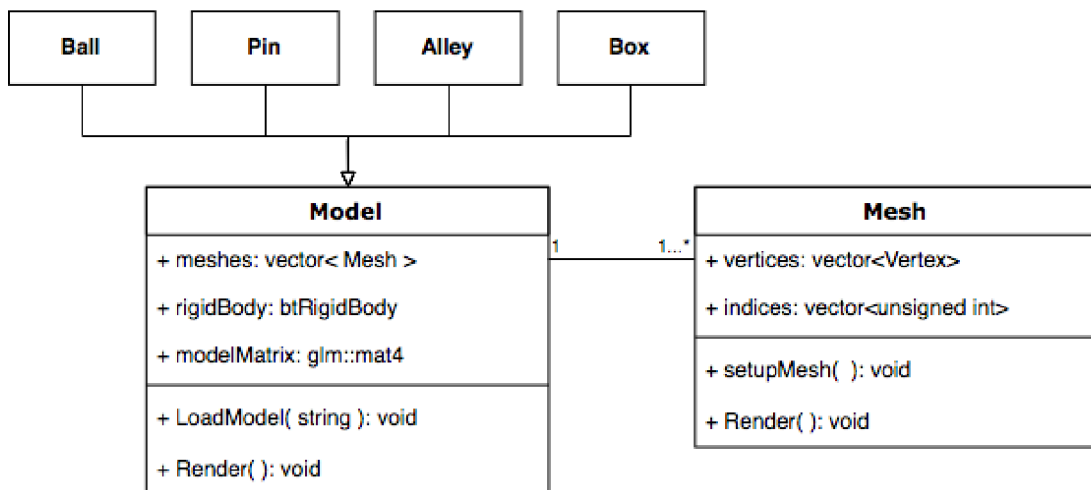 Ball
Pin
Alley
Box
Model
+ meshes: vector< Mesh >
+ rigidBody: btRigidBody
+ modelMatrix: glm::mat4
+ LoadModel( string ): void
+ Render( ): void
1
1...*
Mesh
+ vertices: vector<Vertex>
+ indices: vector<unsigned int>
+ setupMesh(  ): void
+ Render( ): void